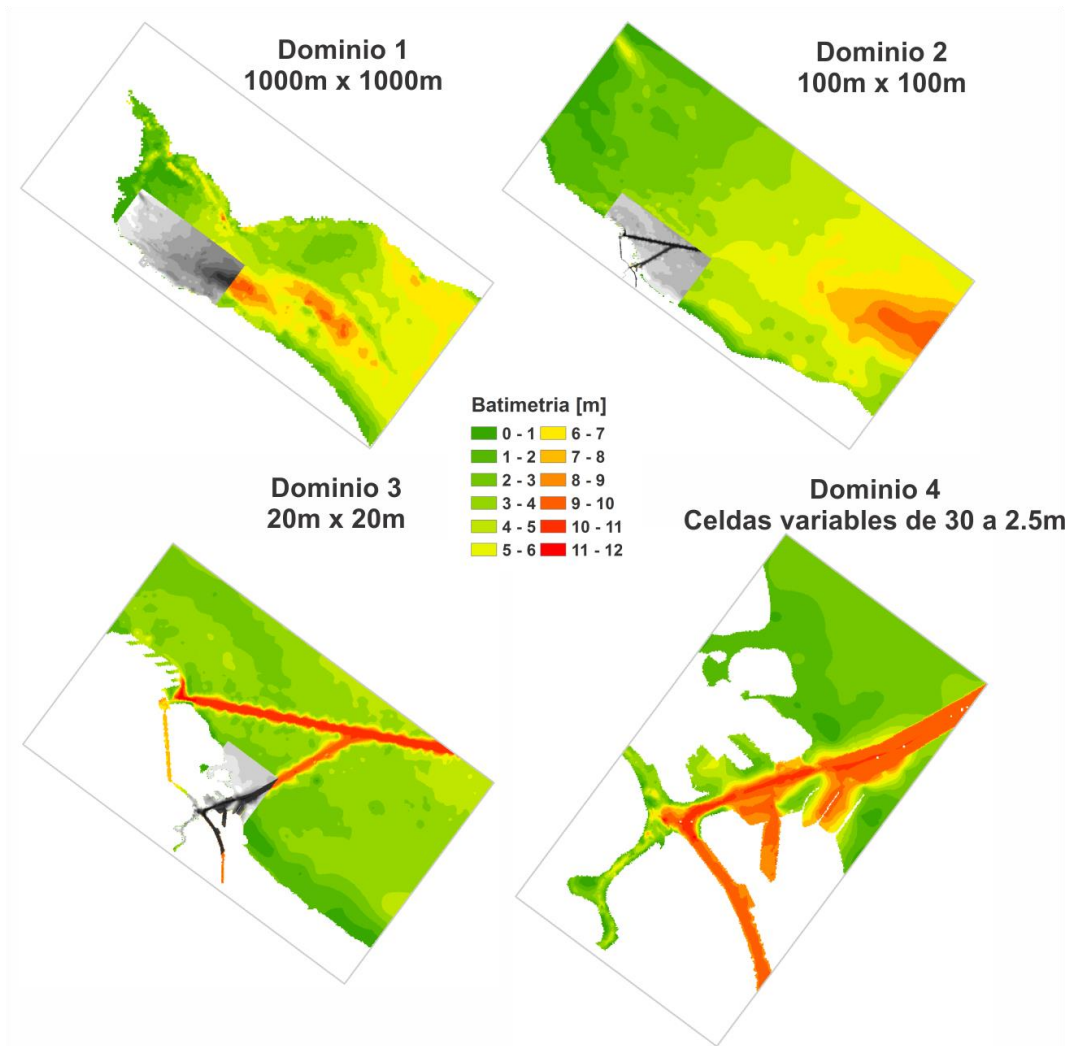 Dominio 1
1000m x 1000m
Dominio 2
100m x 100m
Batimetria [m]
0 - 1
6 - 7
1 - 2
7 - 8
2 - 3
8 - 9
3 - 4
9 - 10
4 - 5
10 - 11
5 - 6
11 - 12
Dominio 3
20m x 20m
Dominio 4
Celdas variables de 30 a 2.5m